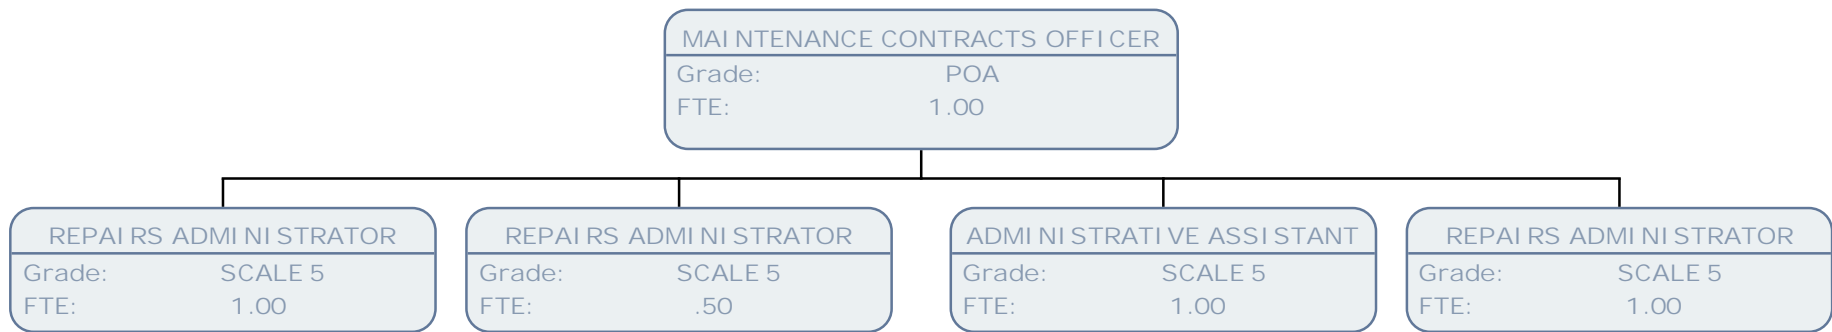 MAINTENANCE CONTRACTS OFFICER
Grade: POA
FTE: 1.00
REPAIRS ADMINISTRATOR
Grade: SCALE 5
FTE: 1.00
REPAIRS ADMINISTRATOR
Grade: SCALE 5
FTE: .50
ADMINISTRATIVE ASSISTANT
Grade: SCALE 5
FTE: 1.00
REPAIRS ADMINISTRATOR
Grade: SCALE 5
FTE: 1.00